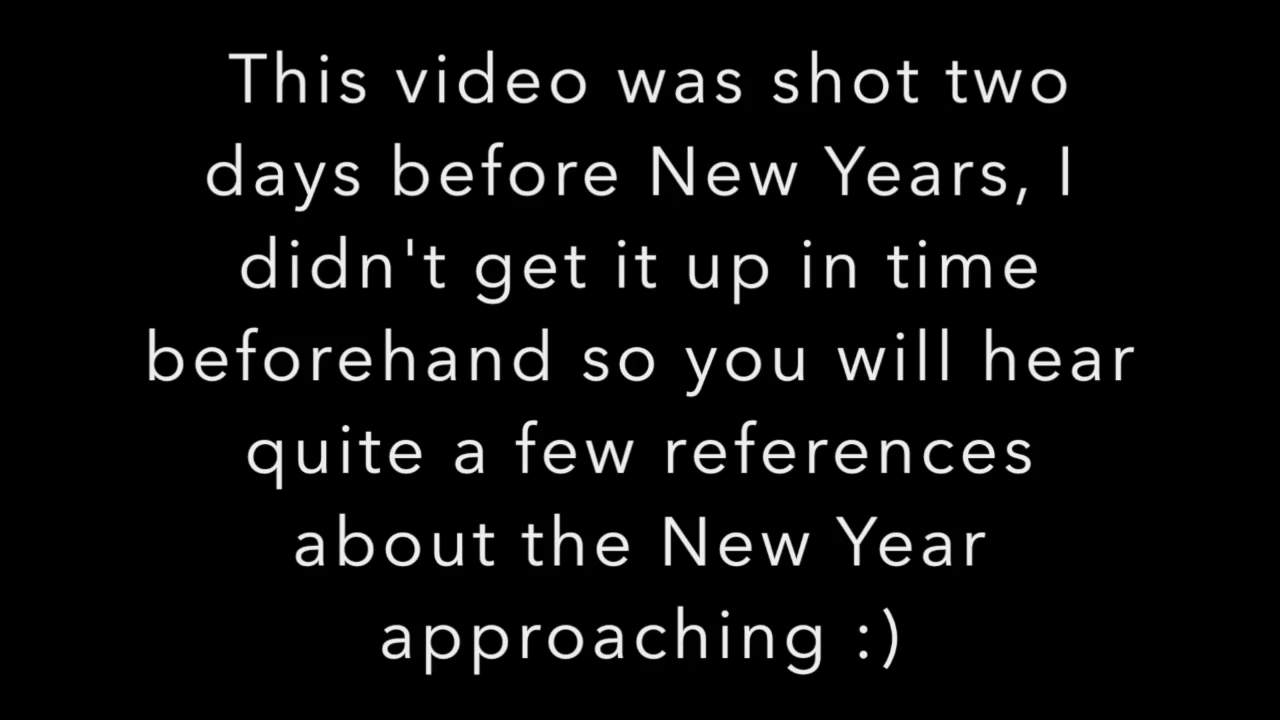 This video was shot two
days before New Years, I
didn't get it up in time
beforehand so you will hear
quite a few references
about the New Year
approaching :)